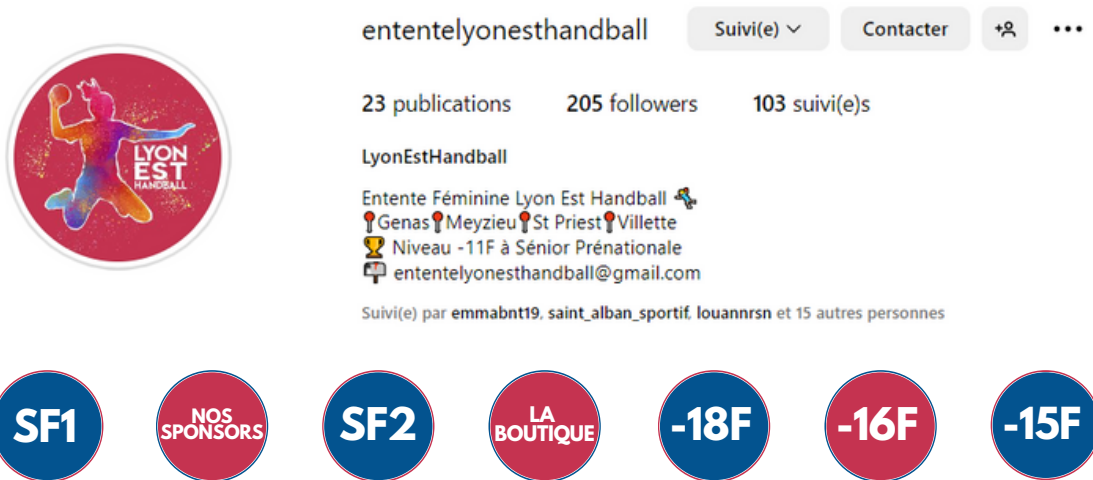 ententelyonesthandball Suivi(e) Contacter
23 publications 205 followers 103 suivi(e)s
LYON
EST
HANDBALL
LyonEstHandball
Entente Féminine Lyon Est Handball
Genas Meyzieu St Priest Villette
Niveau -11F à Sénior Prénationale
ententelyonesthandball@gmail.com
Suivi(e) par emmabnt19, saint_alban_sportif, louannrsn et 15 autres personnes
SF1
NOS
SPONSORS
SF2
LA
BOUTIQUE
-18F
-16F
-15F